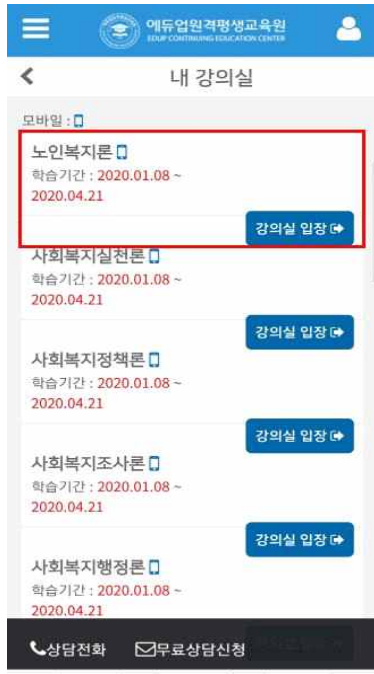 에듀업원격평생교육원
EDUP CONTINUING EDUCATION CENTER
내 강의실
모바일 :
노인복지론
학습기간 : 2020.01.08 ~
2020.04.21
강의실 입장
사회복지실천론
학습기간 : 2020.01.08 ~
2020.04.21
강의실 입장
사회복지정책론
학습기간 : 2020.01.08 ~
2020.04.21
강의실 입장
사회복지조사론
학습기간 : 2020.01.08 ~
2020.04.21
강의실 입장
사회복지행정론
학습기간 : 2020.01.08 ~
2020.04.21
상담전화 무료상담신청